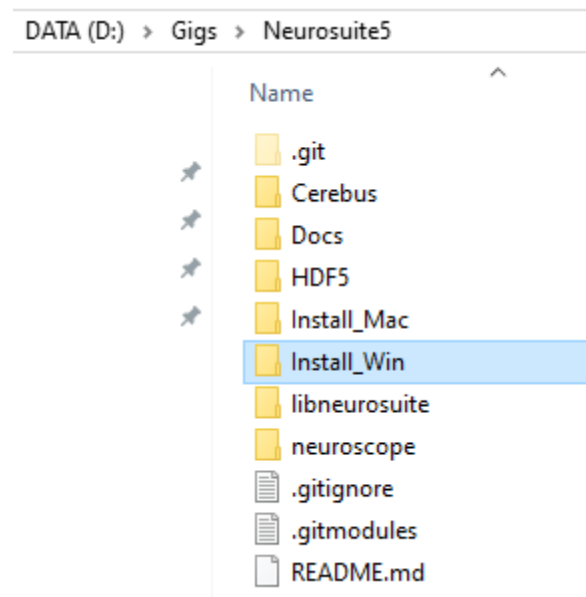 DATA (D:) > Gigs > Neurosuite5
Name
.git
Cerebus
Docs
HDF5
Install_Mac
Install_Win
libneurosuite
neuroscope
.gitignore
.gitmodules
README.md